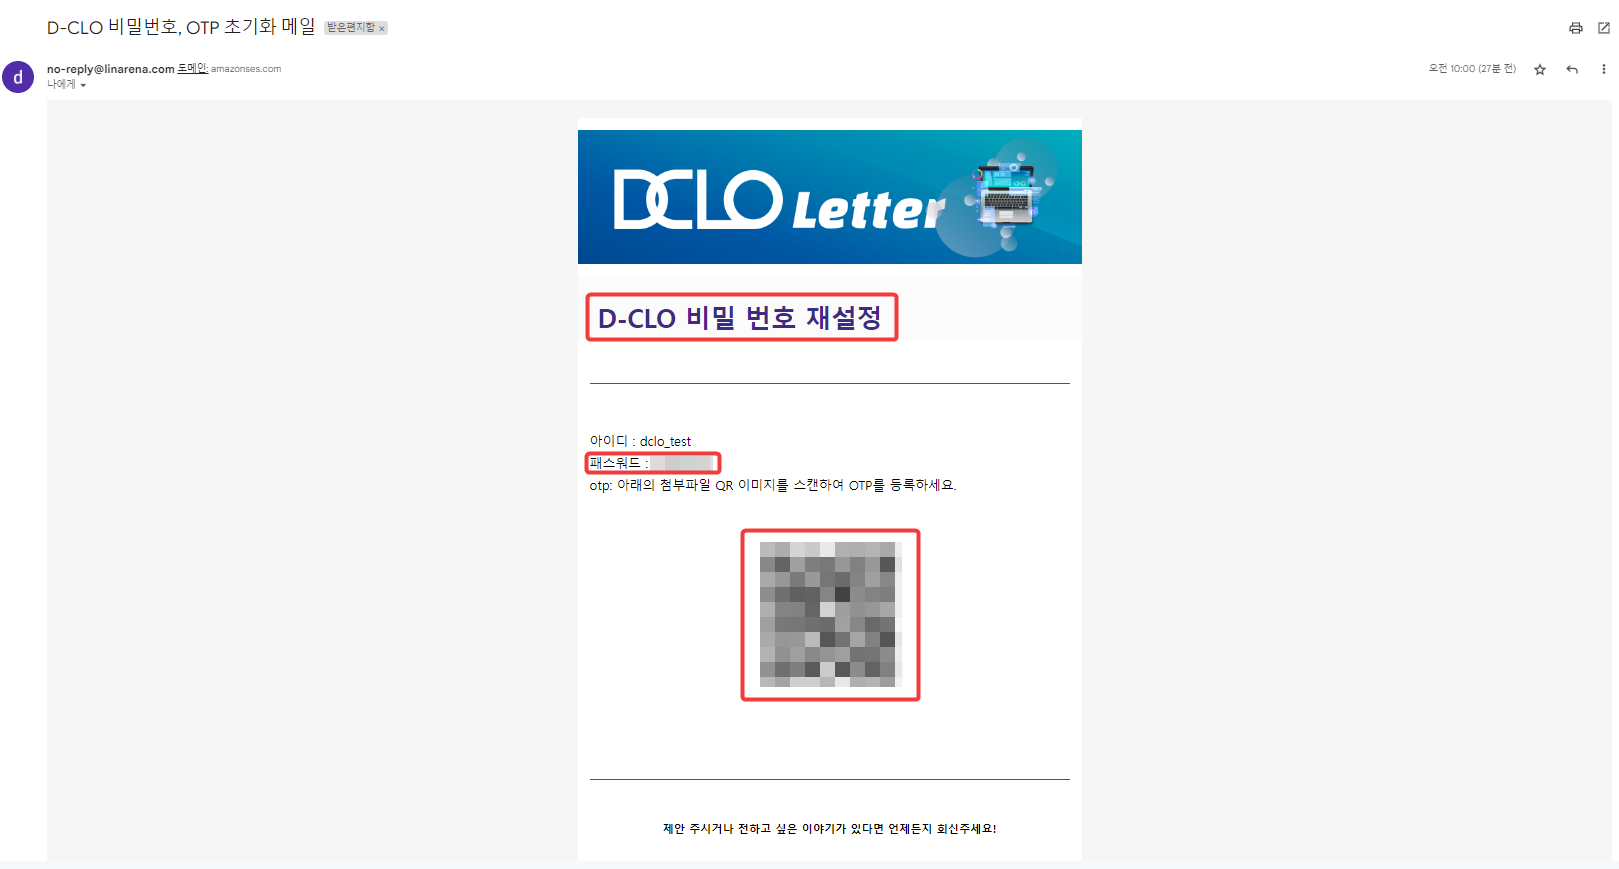 D-CLO 비밀번호, OTP 초기화 메일 받은편지함 ×
d
no-reply@linarena.com 도메인: amazonses.com
오전 10:00 (27분 전)
나에게
DCLO Letter
D-CLO 비밀 번호 재설정
아이디 : dclo_test
패스워드 :
otp: 아래의 첨부파일 QR 이미지를 스캔하여 OTP를 등록하세요.
제안 주시거나 전하고 싶은 이야기가 있다면 언제든지 회신주세요!